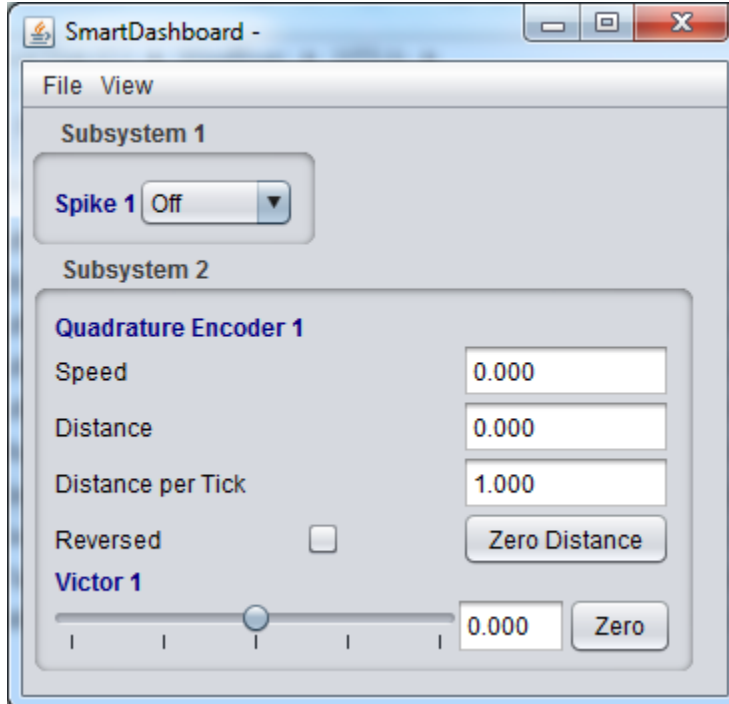 SmartDashboard -
File View
Subsystem 1
Spike 1 Off
Subsystem 2
Quadrature Encoder 1
Speed 0.000
Distance 0.000
Distance per Tick 1.000
Reversed Zero Distance
Victor 1
0.000 Zero